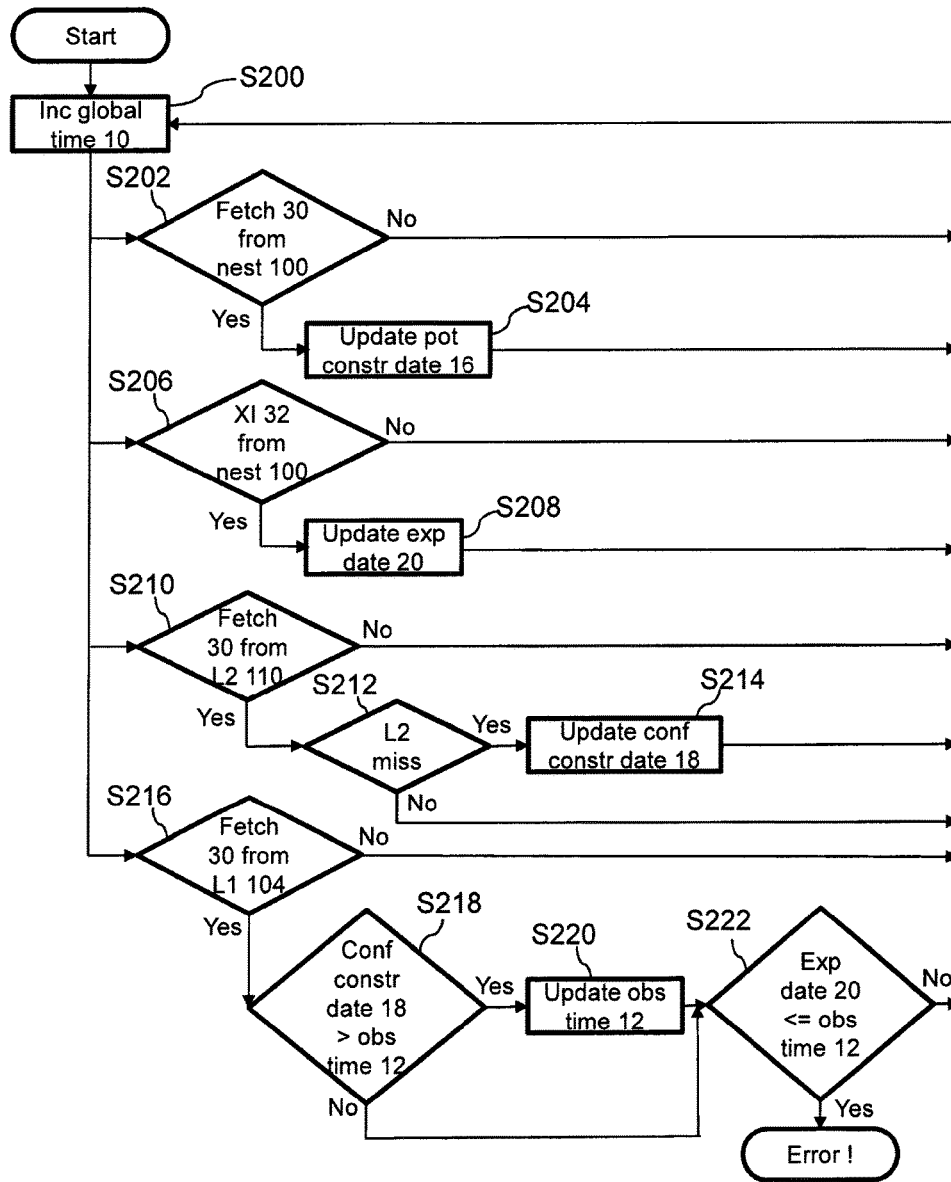 Start
S200
Inc global
time 10
S202
Fetch 30
from
nest 100
No
Yes
S204
Update pot
constr date 16
S206
XI 32
from
nest 100
No
Yes
S208
Update exp
date 20
S210
Fetch
30 from
L2 110
No
Yes
S212
L2
miss
Yes
No
S214
Update conf
constr date 18
S216
Fetch
30 from
L1 104
No
Yes
S218
Conf
constr
date 18
> obs
time 12
Yes
No
S220
Update obs
time 12
S222
Exp
date 20
<= obs
time 12
No
Yes
Error !